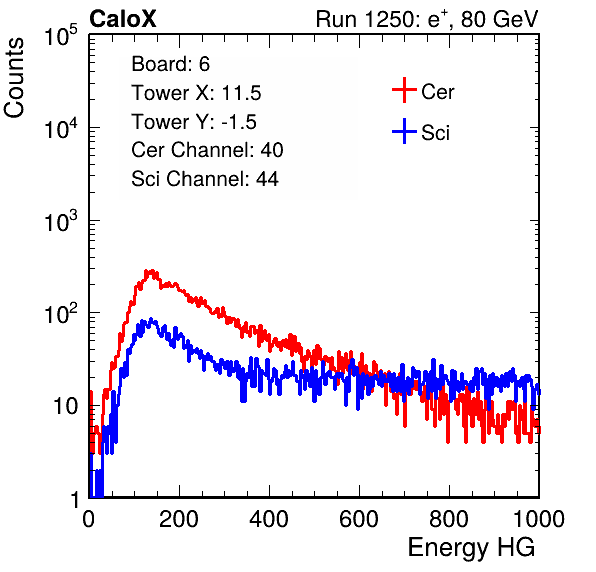 CaloX Run 1250: e⁺, 80 GeV
Counts
Board: 6
Tower X: 11.5
Tower Y: -1.5
Cer Channel: 40
Sci Channel: 44
Cer
Sci
10⁵
10⁴
10³
10²
10
1
0 200 400 600 800 1000
Energy HG